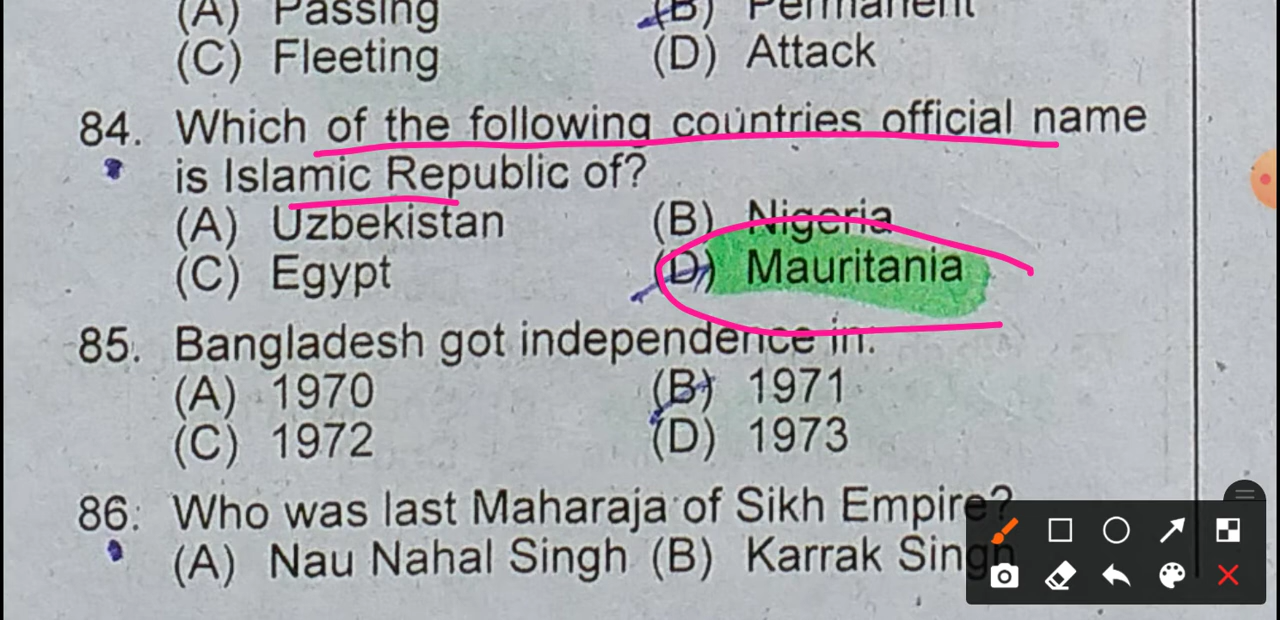 (A) Passing (B) Permanent
(C) Fleeting (D) Attack
84. Which of the following countries official name
is Islamic Republic of?
(A) Uzbekistan (B) Nigeria
(C) Egypt (D) Mauritania
85. Bangladesh got independence in:
(A) 1970 (B) 1971
(C) 1972 (D) 1973
86. Who was last Maharaja of Sikh Empire?
(A) Nau Nahal Singh (B) Karrak Singh